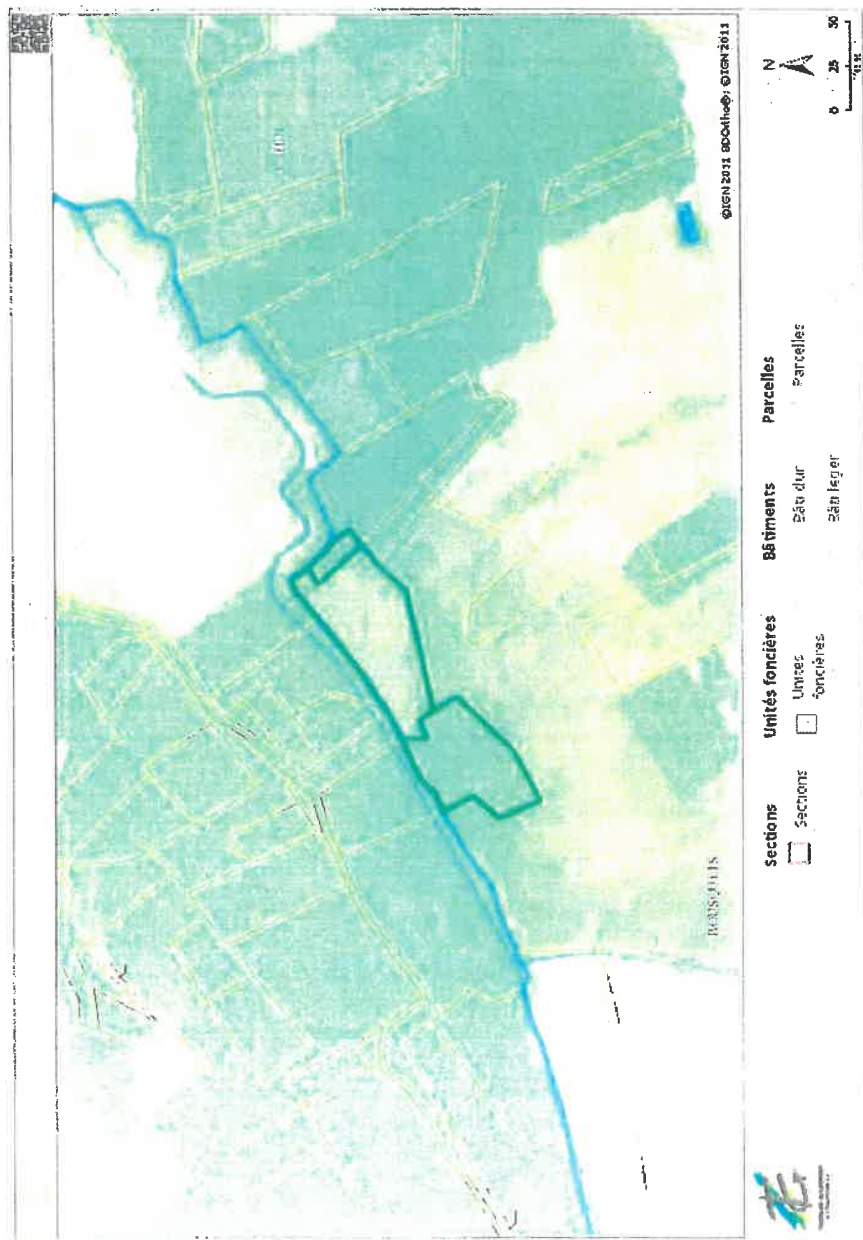 ©IGN 2011 BDOrtho®; ©IGN 2011
Sections
Sections
Unités foncières
Unités
foncières
Bâtiments
Bâti dur
Bâti léger
Parcelles
Parcelles
N
0 25 50